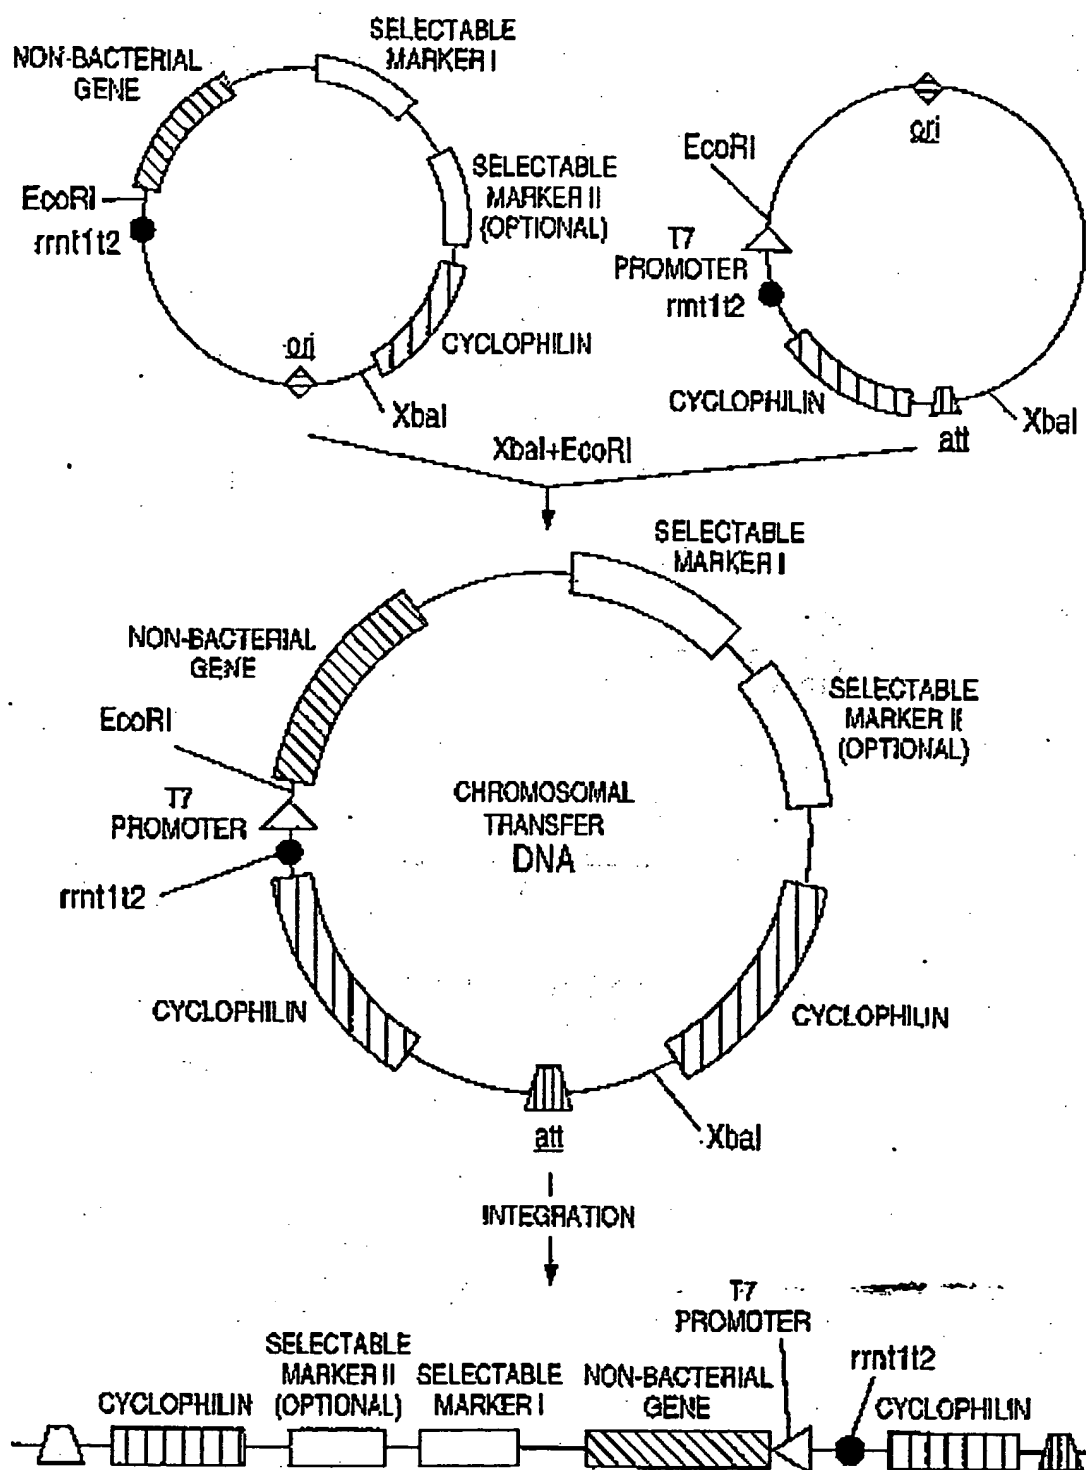 NON-BACTERIAL
GENE
SELECTABLE
MARKER I
EcoRI
rrnt1t2
SELECTABLE
MARKER II
(OPTIONAL)
CYCLOPHILIN
ori
XbaI
ori
EcoRI
T7
PROMOTER
rrnt1t2
CYCLOPHILIN
att
XbaI
XbaI+EcoRI
SELECTABLE
MARKER I
NON-BACTERIAL
GENE
SELECTABLE
MARKER II
(OPTIONAL)
EcoRI
T7
PROMOTER
CHROMOSOMAL
TRANSFER
DNA
rrnt1t2
CYCLOPHILIN
CYCLOPHILIN
att
XbaI
INTEGRATION
T7
PROMOTER
SELECTABLE
MARKER II
(OPTIONAL)
CYCLOPHILIN
SELECTABLE
MARKER I
NON-BACTERIAL
GENE
rrnt1t2
CYCLOPHILIN